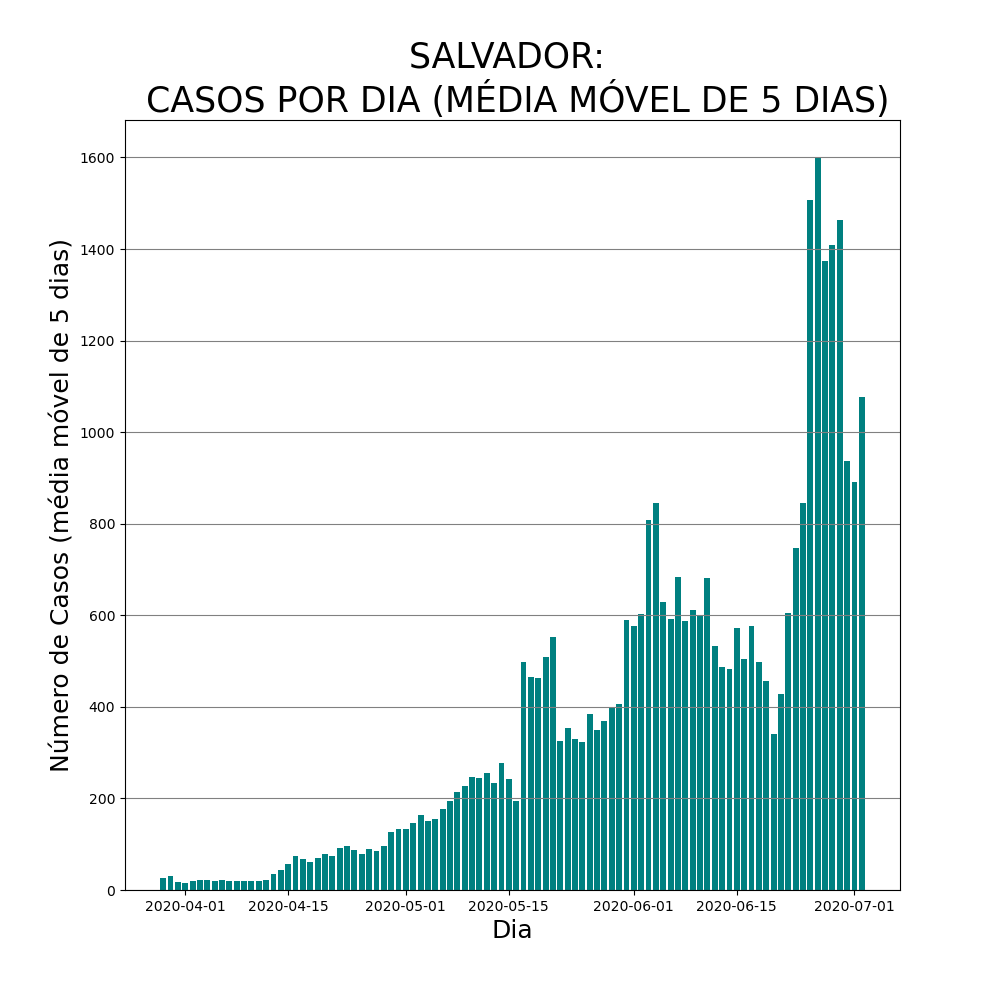 SALVADOR:
CASOS POR DIA (MÉDIA MÓVEL DE 5 DIAS)
Número de Casos (média móvel de 5 dias)
1600
1400
1200
1000
800
600
400
200
0
2020-04-01 2020-04-15 2020-05-01 2020-05-15 2020-06-01 2020-06-15 2020-07-01
Dia